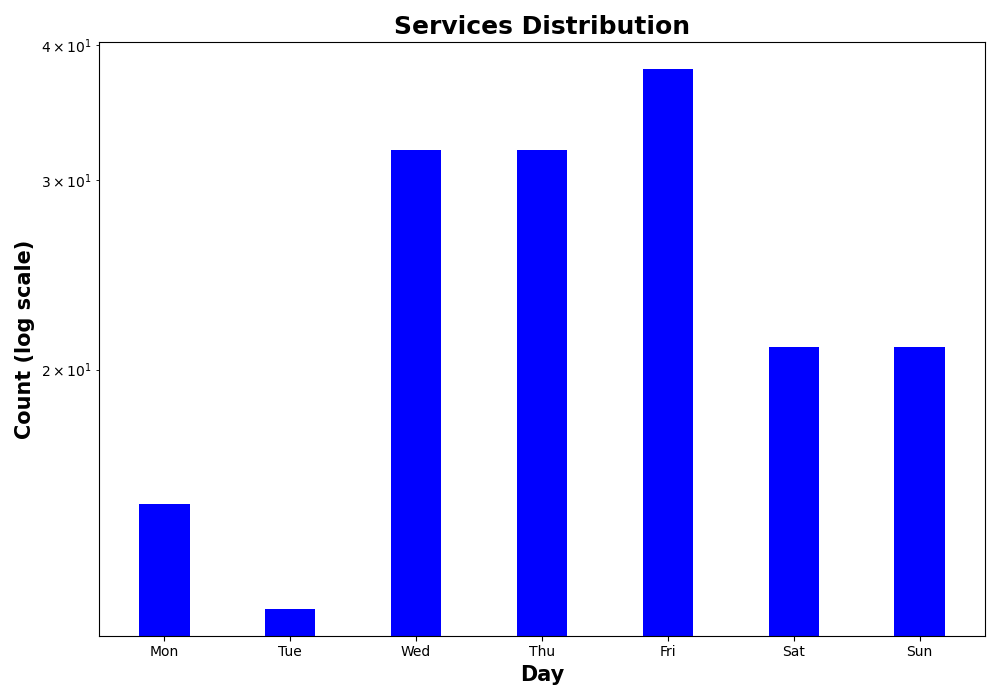 Services Distribution
4 × 10¹
3 × 10¹
2 × 10¹
Count (log scale)
Mon Tue Wed Thu Fri Sat Sun
Day